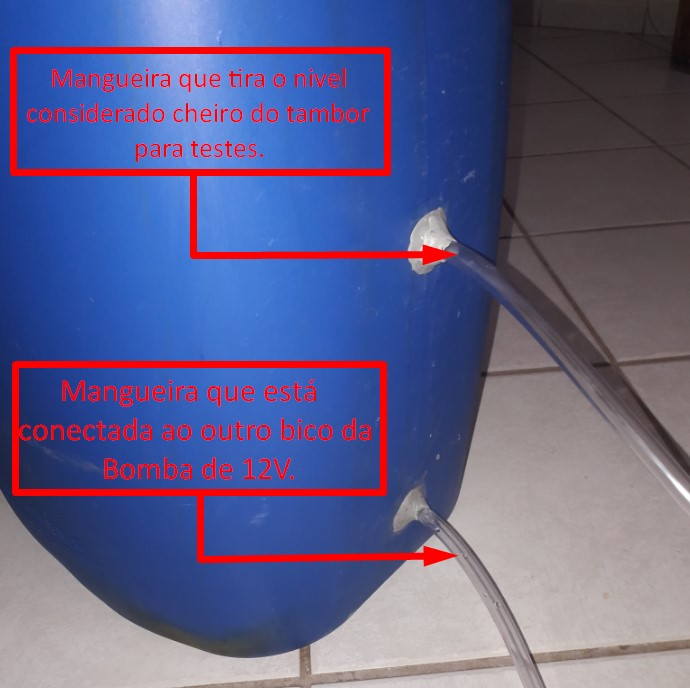 Mangueira que tira o nivel
considerado cheiro do tambor
para testes.
Mangueira que está
conectada ao outro bico da
Bomba de 12V.